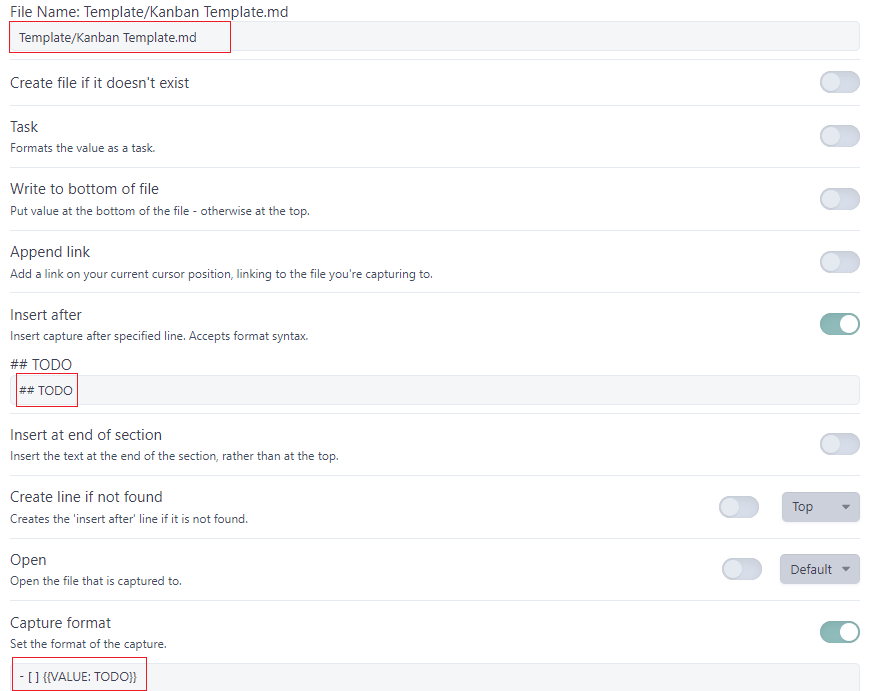 File Name: Template/Kanban Template.md
Template/Kanban Template.md
Create file if it doesn't exist
Task
Formats the value as a task.
Write to bottom of file
Put value at the bottom of the file - otherwise at the top.
Append link
Add a link on your current cursor position, linking to the file you're capturing to.
Insert after
Insert capture after specified line. Accepts format syntax.
## TODO
## TODO
Insert at end of section
Insert the text at the end of the section, rather than at the top.
Create line if not found
Top
Creates the 'insert after' line if it is not found.
Open
Default
Open the file that is captured to.
Capture format
Set the format of the capture.
- [ ] {{VALUE: TODO}}